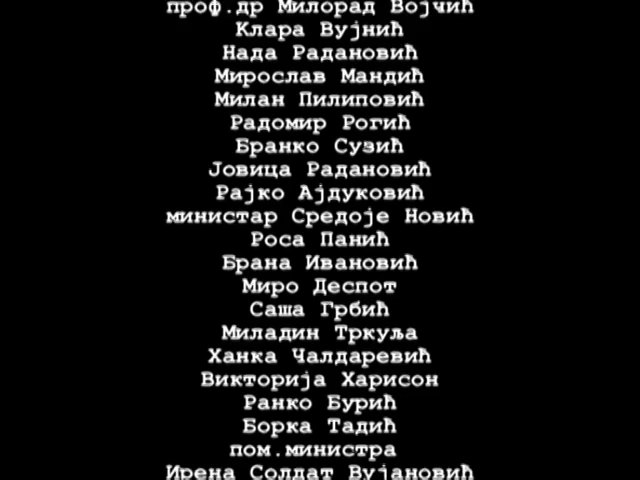 проф.др Милорад Војчић
Клара Вујнић
Нада Радановић
Мирослав Мандић
Милан Пилиповић
Радомир Рогић
Бранко Сузић
Јовица Радановић
Рајко Ајдуковић
министар Средоје Новић
Роса Панић
Брана Ивановић
Миро Деспот
Саша Грбић
Миладин Тркуља
Ханка Чалдаревић
Викторија Харисон
Ранко Бурић
Борка Тадић
пом.министра
Ирена Солдат Вујановић